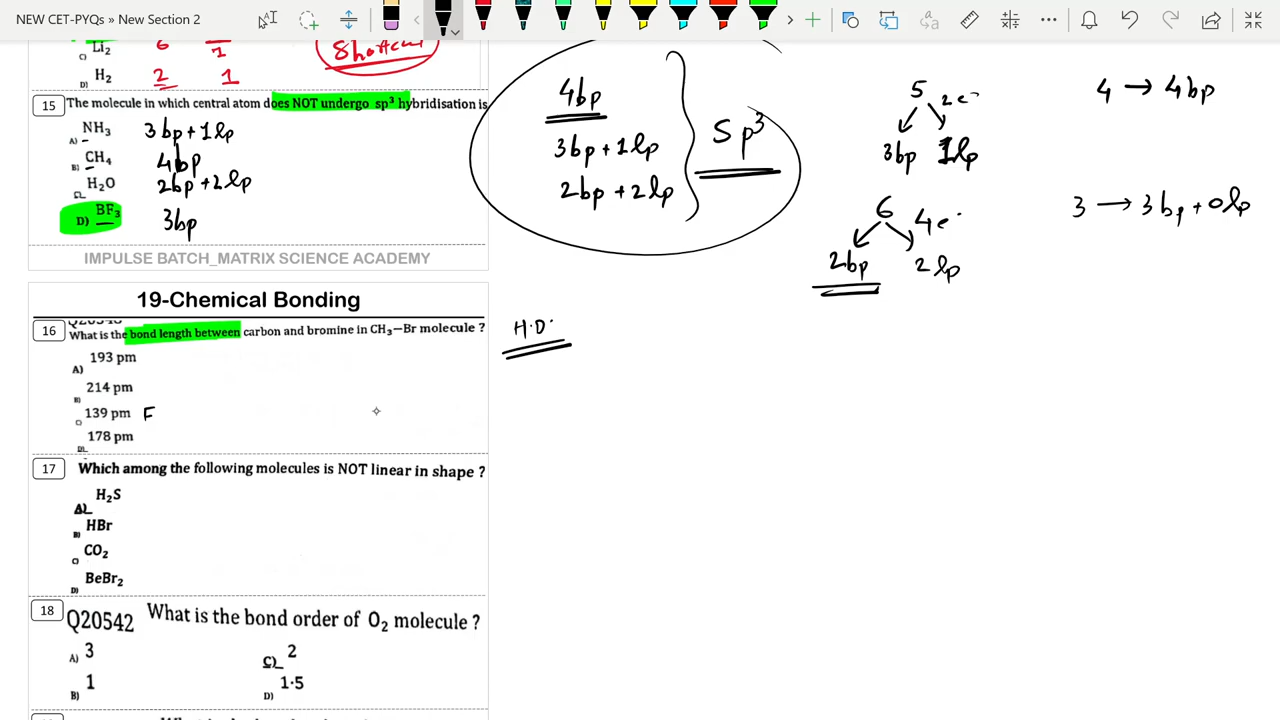 NEW CET-PYQs » New Section 2
C) Li₂ 6
1
Shortcut
D) H₂ 2 1
15 The molecule in which central atom does NOT undergo sp³ hybridisation is
A) NH₃ 3bp+1lp
B) CH₄ 4bp
C) H₂O 2bp+2lp
D) BF₃ 3bp
IMPULSE BATCH_MATRIX SCIENCE ACADEMY
4bp
3bp+1lp
2bp+2lp
Sp³
5
2e-
3bp 1lp
6
4e-
2bp 2lp
4 → 4bp
3 → 3bp+0lp
19-Chemical Bonding
H·D·
16 What is the bond length between carbon and bromine in CH₃—Br molecule ?
A) 193 pm
B) 214 pm
C) 139 pm F
D) 178 pm
17 Which among the following molecules is NOT linear in shape ?
A) H₂S
B) HBr
C) CO₂
D) BeBr₂
18 Q20542 What is the bond order of O₂ molecule ?
A) 3 C) 2
B) 1 D) 1·5